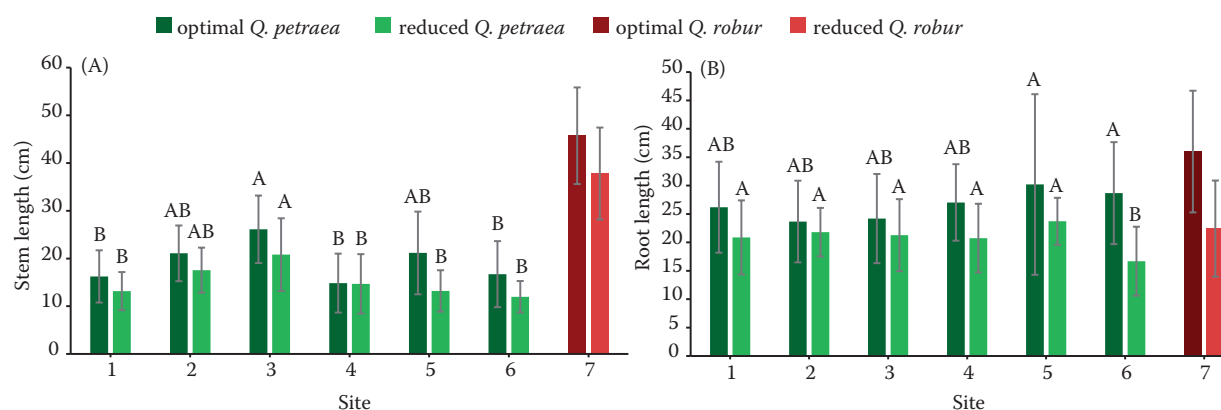 optimal Q. petraea reduced Q. petraea optimal Q. robur reduced Q. robur
(A)
Stem length (cm)
60
50
40
30
20
10
0
B B AB AB A A B B AB B B B
1 2 3 4 5 6 7
Site
(B)
Root length (cm)
50
45
40
35
30
25
20
15
10
5
0
AB A AB A AB A AB A A A A B
1 2 3 4 5 6 7
Site